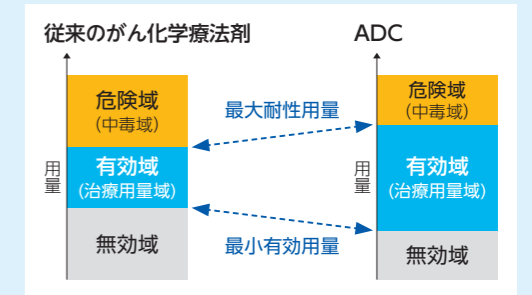 従来のがん化学療法剤
ADC
用量
危険域
(中毒域)
有効域
(治療用量域)
無効域
最大耐性用量
最小有効用量
用量
危険域
(中毒域)
有効域
(治療用量域)
無効域